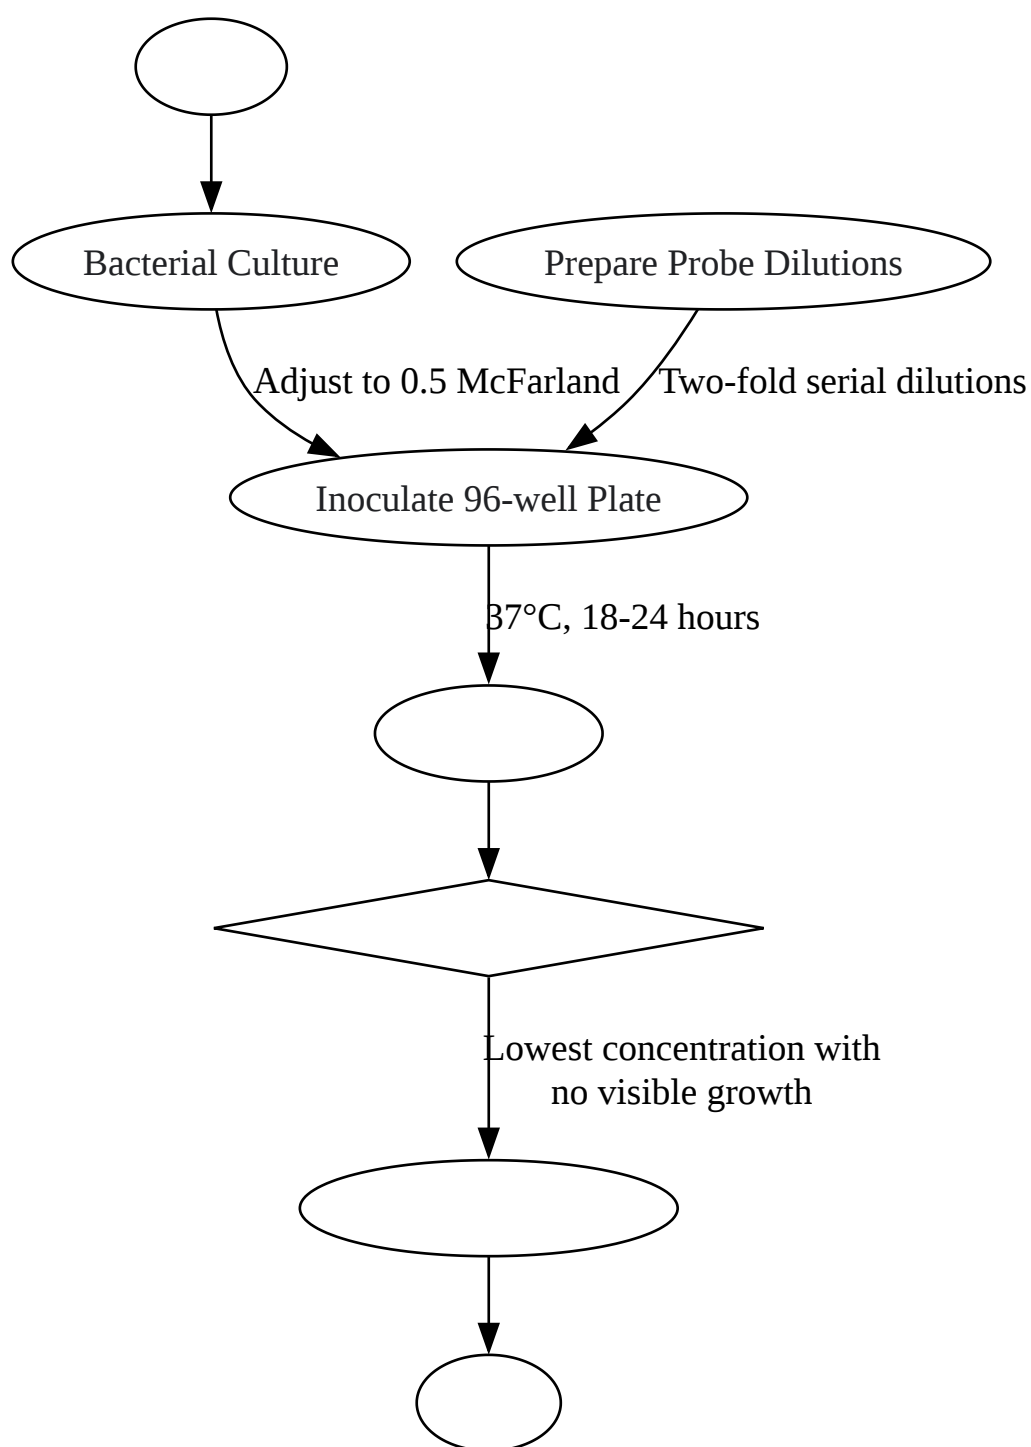 Bacterial Culture
Prepare Probe Dilutions
Adjust to 0.5 McFarland
Two-fold serial dilutions
Inoculate 96-well Plate
37°C, 18-24 hours
Lowest concentration with
no visible growth